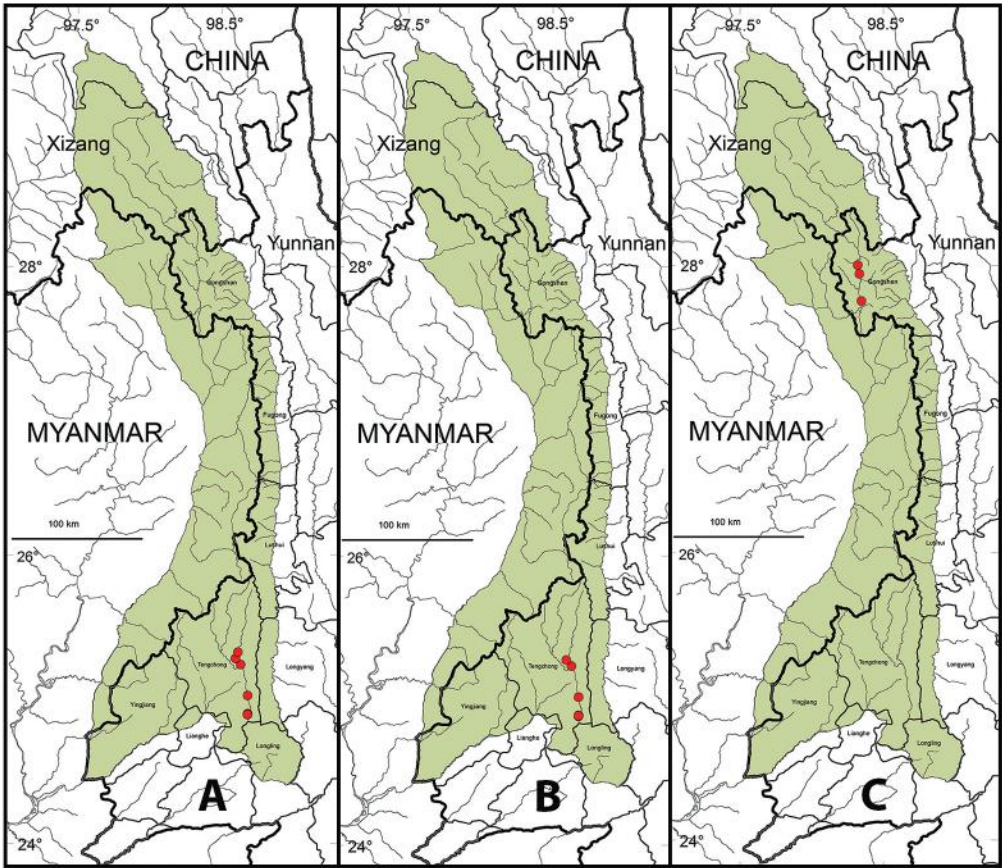 97.5°
98.5°
CHINA
Xizang
Yunnan
28°
Gongshan
Fugong
MYANMAR
100 km
26°
Lushui
Tengchong
Longyang
Yingjiang
Lianghe
Longling
A
24°
97.5°
98.5°
CHINA
Xizang
Yunnan
28°
Gongshan
Fugong
MYANMAR
100 km
26°
Lushui
Tengchong
Longyang
Yingjiang
Lianghe
Longling
B
24°
97.5°
98.5°
CHINA
Xizang
Yunnan
28°
Gongshan
Fugong
MYANMAR
100 km
26°
Lushui
Tengchong
Longyang
Yingjiang
Lianghe
Longling
C
24°